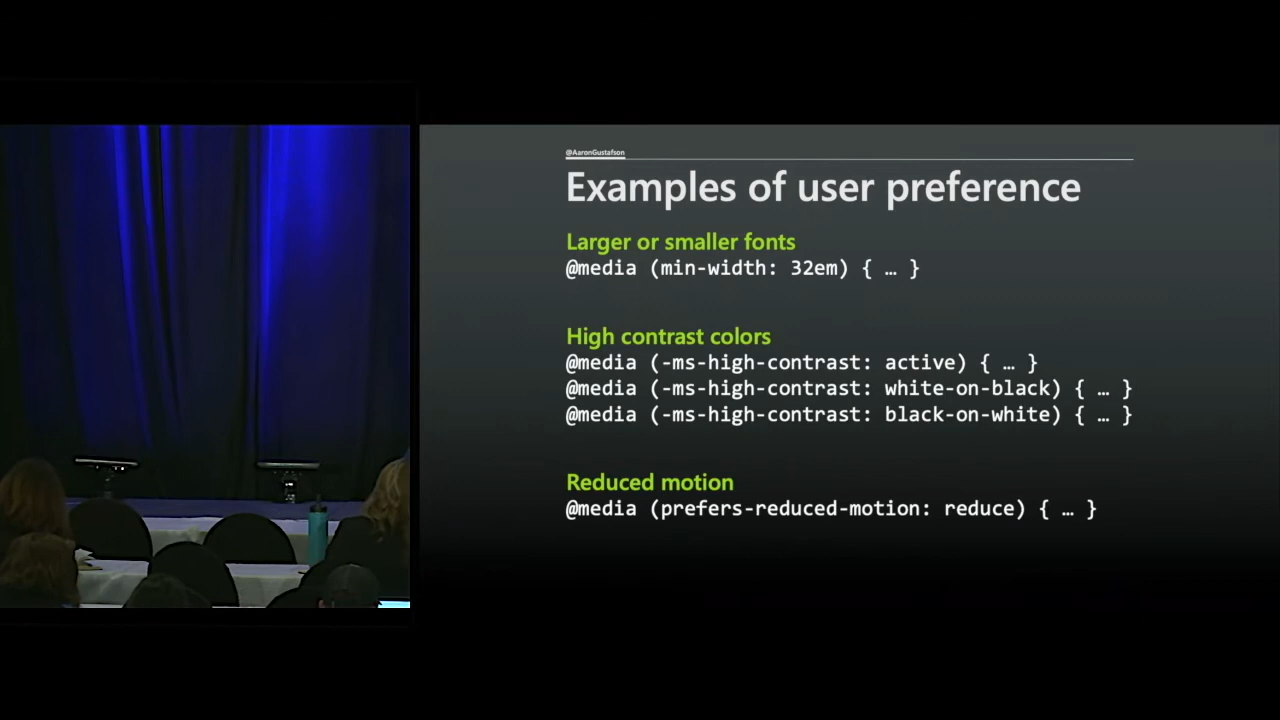 @AaronGustafson
Examples of user preference
Larger or smaller fonts
@media (min-width: 32em) { … }
High contrast colors
@media (-ms-high-contrast: active) { … }
@media (-ms-high-contrast: white-on-black) { … }
@media (-ms-high-contrast: black-on-white) { … }
Reduced motion
@media (prefers-reduced-motion: reduce) { … }